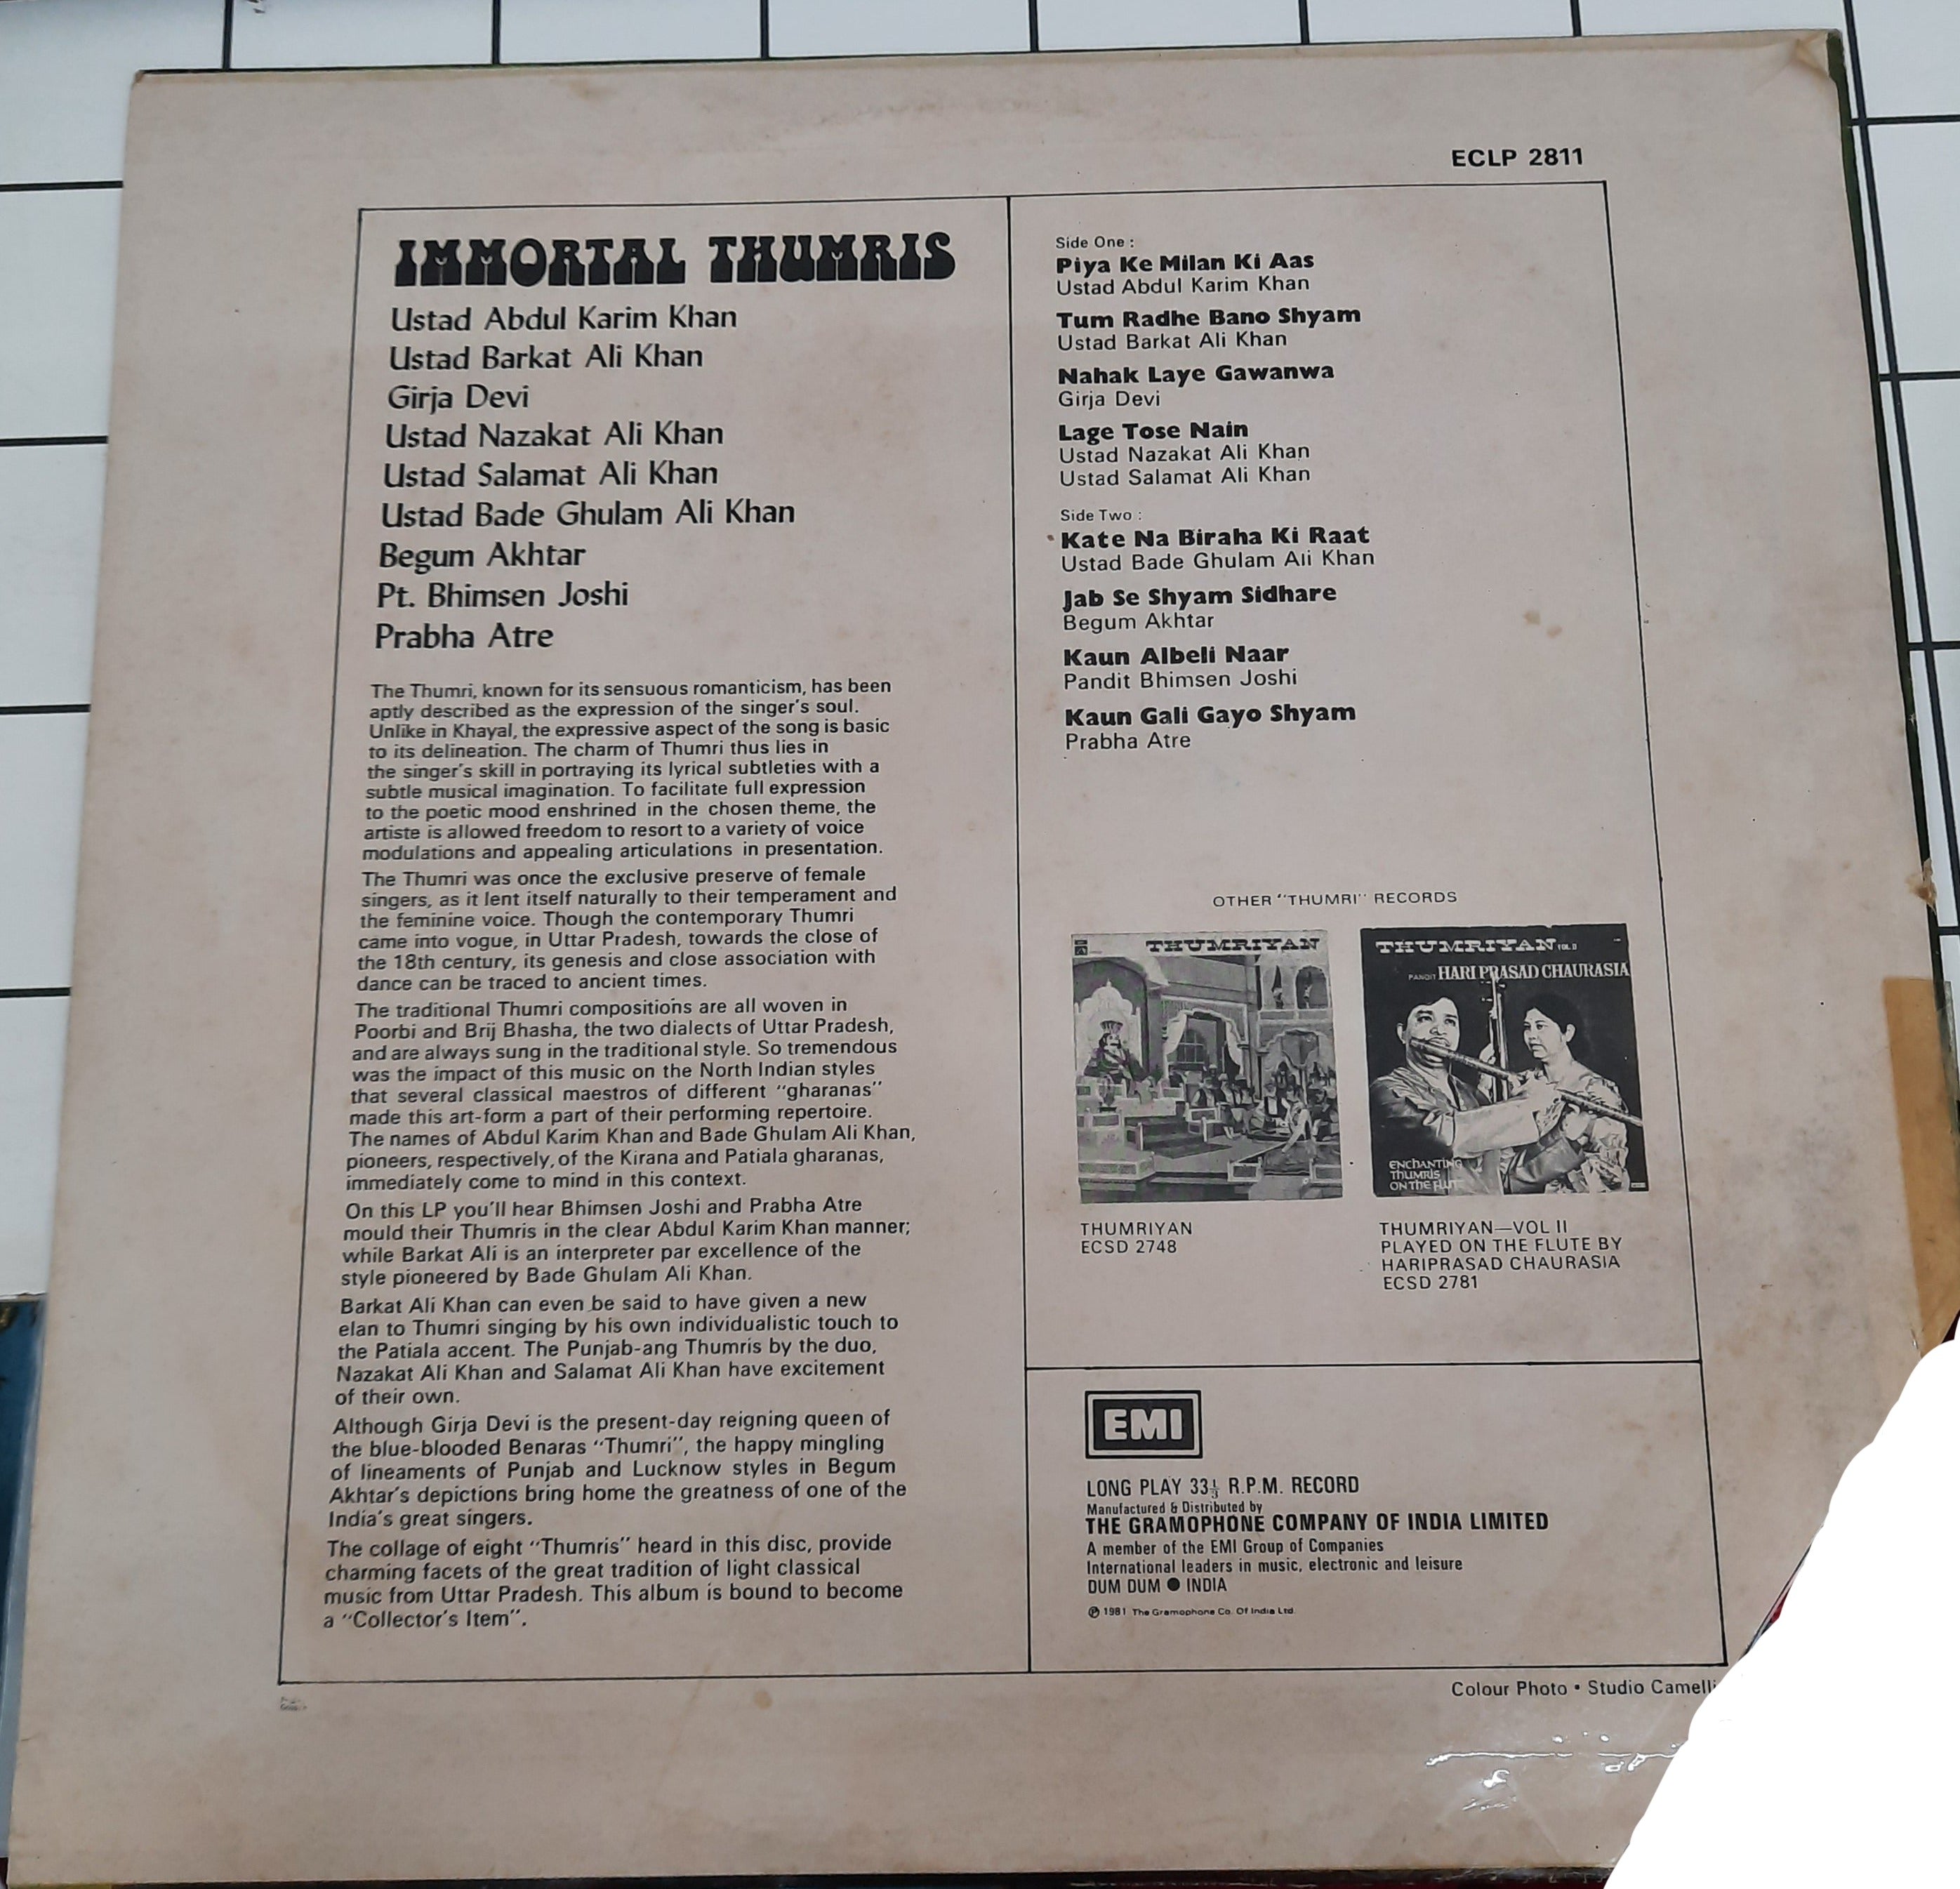 ECLP 2811
IMMORTAL THUMRIS
Ustad Abdul Karim Khan
Ustad Barkat Ali Khan
Girja Devi
Ustad Nazakat Ali Khan
Ustad Salamat Ali Khan
Ustad Bade Ghulam Ali Khan
Begum Akhtar
Pt. Bhimsen Joshi
Prabha Atre
The Thumri, known for its sensuous romanticism, has been
aptly described as the expression of the singer's soul.
Unlike in Khayal, the expressive aspect of the song is basic
to its delineation. The charm of Thumri thus lies in
the singer's skill in portraying its lyrical subtleties with a
subtle musical imagination. To facilitate full expression
to the poetic mood enshrined in the chosen theme, the
artiste is allowed freedom to resort to a variety of voice
modulations and appealing articulations in presentation.
The Thumri was once the exclusive preserve of female
singers, as it lent itself naturally to their temperament and
the feminine voice. Though the contemporary Thumri
came into vogue, in Uttar Pradesh, towards the close of
the 18th century, its genesis and close association with
dance can be traced to ancient times.
The traditional Thumri compositions are all woven in
Poorbi and Brij Bhasha, the two dialects of Uttar Pradesh,
and are always sung in the traditional style. So tremendous
was the impact of this music on the North Indian styles
that several classical maestros of different "gharanas"
made this art-form a part of their performing repertoire.
The names of Abdul Karim Khan and Bade Ghulam Ali Khan,
pioneers, respectively, of the Kirana and Patiala gharanas,
immediately come to mind in this context.
On this LP you'll hear Bhimsen Joshi and Prabha Atre
mould their Thumris in the clear Abdul Karim Khan manner;
while Barkat Ali is an interpreter par excellence of the
style pioneered by Bade Ghulam Ali Khan.
Barkat Ali Khan can even be said to have given a new
elan to Thumri singing by his own individualistic touch to
the Patiala accent. The Punjab-ang Thumris by the duo,
Nazakat Ali Khan and Salamat Ali Khan have excitement
of their own.
Although Girja Devi is the present-day reigning queen of
the blue-blooded Benaras "Thumri", the happy mingling
of lineaments of Punjab and Lucknow styles in Begum
Akhtar's depictions bring home the greatness of one of the
India's great singers.
The collage of eight "Thumris" heard in this disc, provide
charming facets of the great tradition of light classical
music from Uttar Pradesh. This album is bound to become
a "Collector's Item".
Side One :
Piya Ke Milan Ki Aas
Ustad Abdul Karim Khan
Tum Radhe Bano Shyam
Ustad Barkat Ali Khan
Nahak Laye Gawanwa
Girja Devi
Lage Tose Nain
Ustad Nazakat Ali Khan
Ustad Salamat Ali Khan
Side Two :
Kate Na Biraha Ki Raat
Ustad Bade Ghulam Ali Khan
Jab Se Shyam Sidhare
Begum Akhtar
Kaun Albeli Naar
Pandit Bhimsen Joshi
Kaun Gali Gayo Shyam
Prabha Atre
OTHER "THUMRI" RECORDS
THUMRIYAN
THUMRIYAN VOL II
PANDIT HARI PRASAD CHAURASIA
ENCHANTING
THUMRIS
ON THE FLUTE
THUMRIYAN
ECSD 2748
THUMRIYAN—VOL II
PLAYED ON THE FLUTE BY
HARIPRASAD CHAURASIA
ECSD 2781
EMI
LONG PLAY 33⅓ R.P.M. RECORD
Manufactured & Distributed by
THE GRAMOPHONE COMPANY OF INDIA LIMITED
A member of the EMI Group of Companies
International leaders in music, electronic and leisure
DUM DUM ● INDIA
℗ 1981 The Gramophone Co. Of India Ltd.
Colour Photo • Studio Camelli